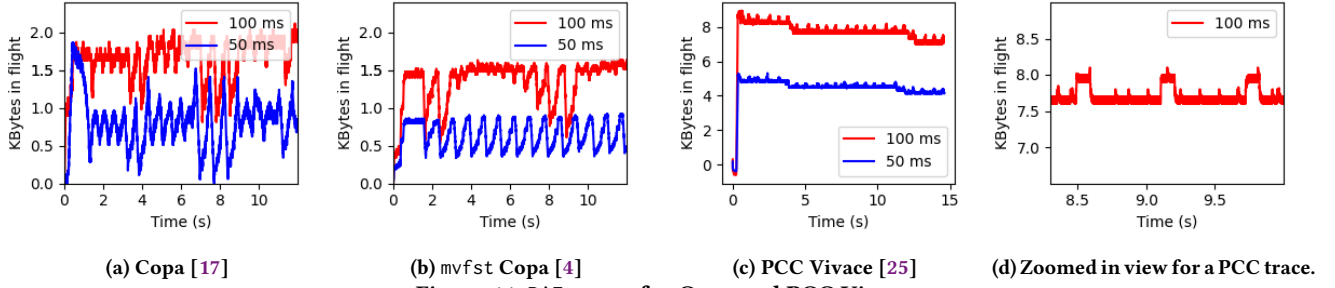 100 ms
50 ms
KBytes in flight
2.0
1.5
1.0
0.5
0.0
0 2 4 6 8 10
Time (s)
(a) Copa [17]
100 ms
50 ms
KBytes in flight
2.0
1.5
1.0
0.5
0.0
0 2 4 6 8 10
Time (s)
(b) mvfst Copa [4]
KBytes in flight
8
6
4
2
0
100 ms
50 ms
0 5 10 15
Time (s)
(c) PCC Vivace [25]
100 ms
KBytes in flight
8.5
8.0
7.5
7.0
8.5 9.0 9.5
Time (s)
(d) Zoomed in view for a PCC trace.